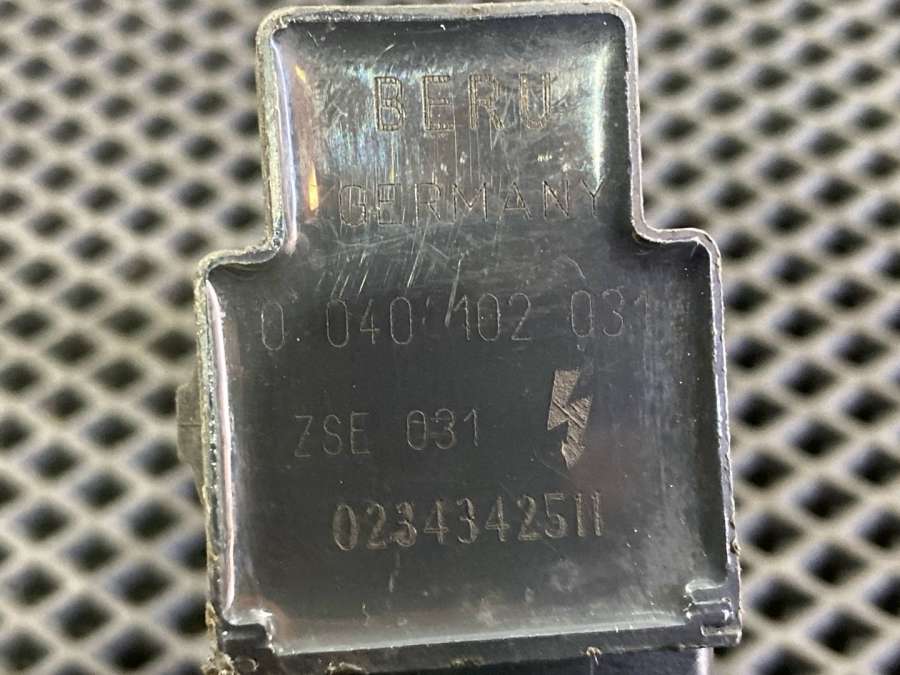 BERU
GERMANY
0 040 102 031
ZSE 031
0234342511